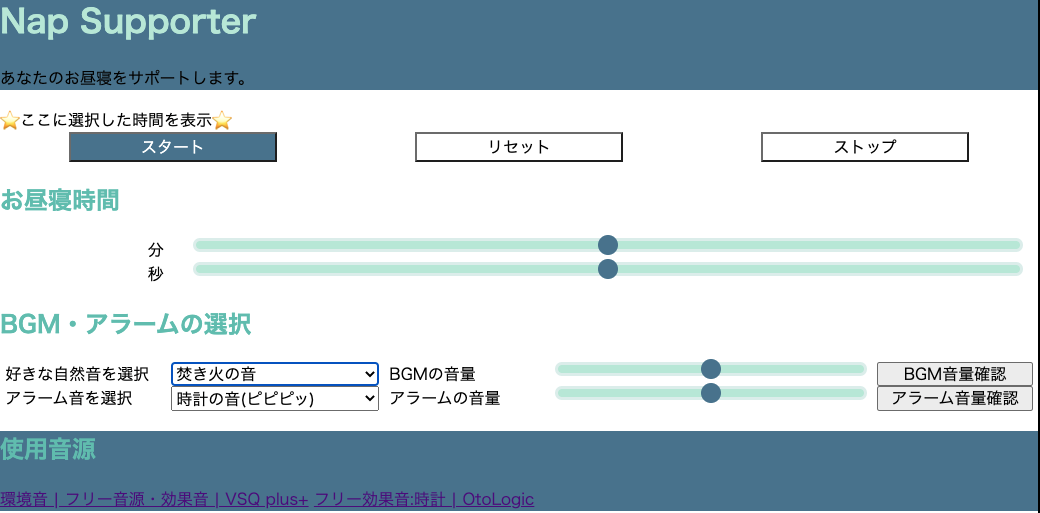 Nap Supporter
あなたのお昼寝をサポートします。
⭐ここに選択した時間を表示⭐
スタート リセット ストップ
お昼寝時間
分
秒
BGM・アラームの選択
好きな自然音を選択 焚き火の音 BGMの音量 BGM音量確認
アラーム音を選択 時計の音(ピピピッ) アラームの音量 アラーム音量確認
使用音源
環境音 | フリー音源・効果音 | VSQ plus+ フリー効果音:時計 | OtoLogic